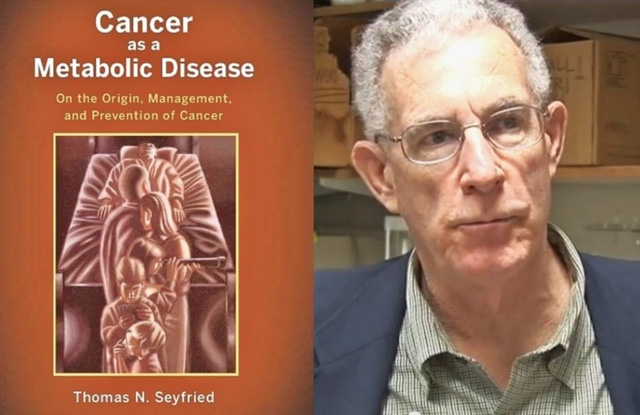 Cancer
as a
Metabolic Disease
On the Origin, Management,
and Prevention of Cancer
Thomas N. Seyfried